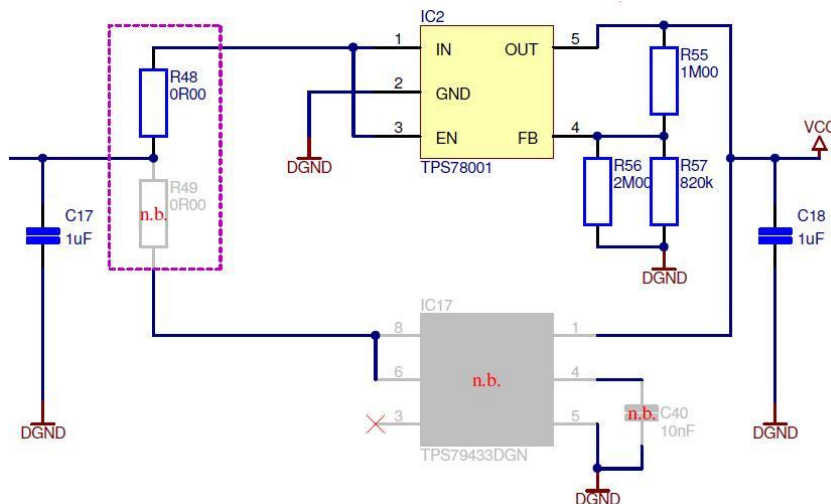 IC2
1
IN
OUT
5
R48
0R00
R55
1M00
2
GND
3
EN
FB
4
VCC
DGND
TPS78001
R49
0R00
n.b.
R56
2M00
R57
820k
C17
1uF
C18
1uF
DGND
IC17
8
1
6
n.b.
4
n.b.
C40
10nF
3
5
DGND
TPS79433DGN
DGND
DGND